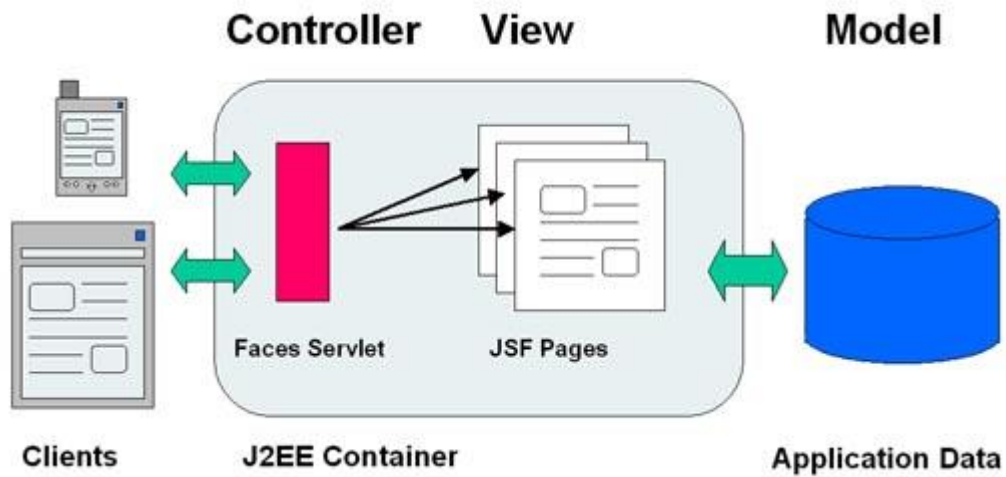 Controller View Model
Faces Servlet JSF Pages
Clients J2EE Container Application Data